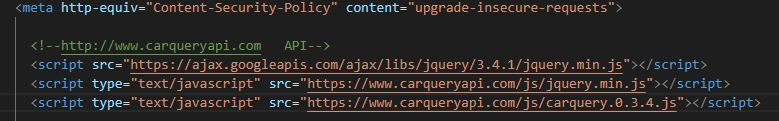 <meta http-equiv="Content-Security-Policy" content="upgrade-insecure-requests">
<!--http://www.carqueryapi.com   API-->
<script src="https://ajax.googleapis.com/ajax/libs/jquery/3.4.1/jquery.min.js"></script>
<script type="text/javascript" src="https://www.carqueryapi.com/js/jquery.min.js"></script>
<script type="text/javascript" src="https://www.carqueryapi.com/js/carquery.0.3.4.js"></script>